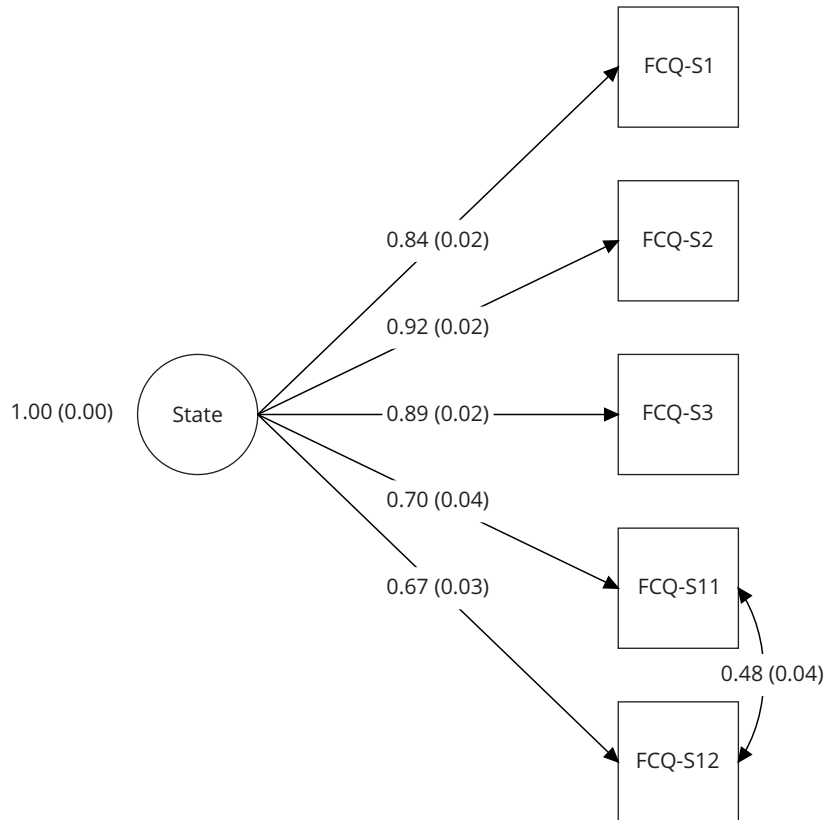 FCQ-S1
0.84 (0.02)
FCQ-S2
0.92 (0.02)
1.00 (0.00)
State
0.89 (0.02)
FCQ-S3
0.70 (0.04)
FCQ-S11
0.67 (0.03)
0.48 (0.04)
FCQ-S12